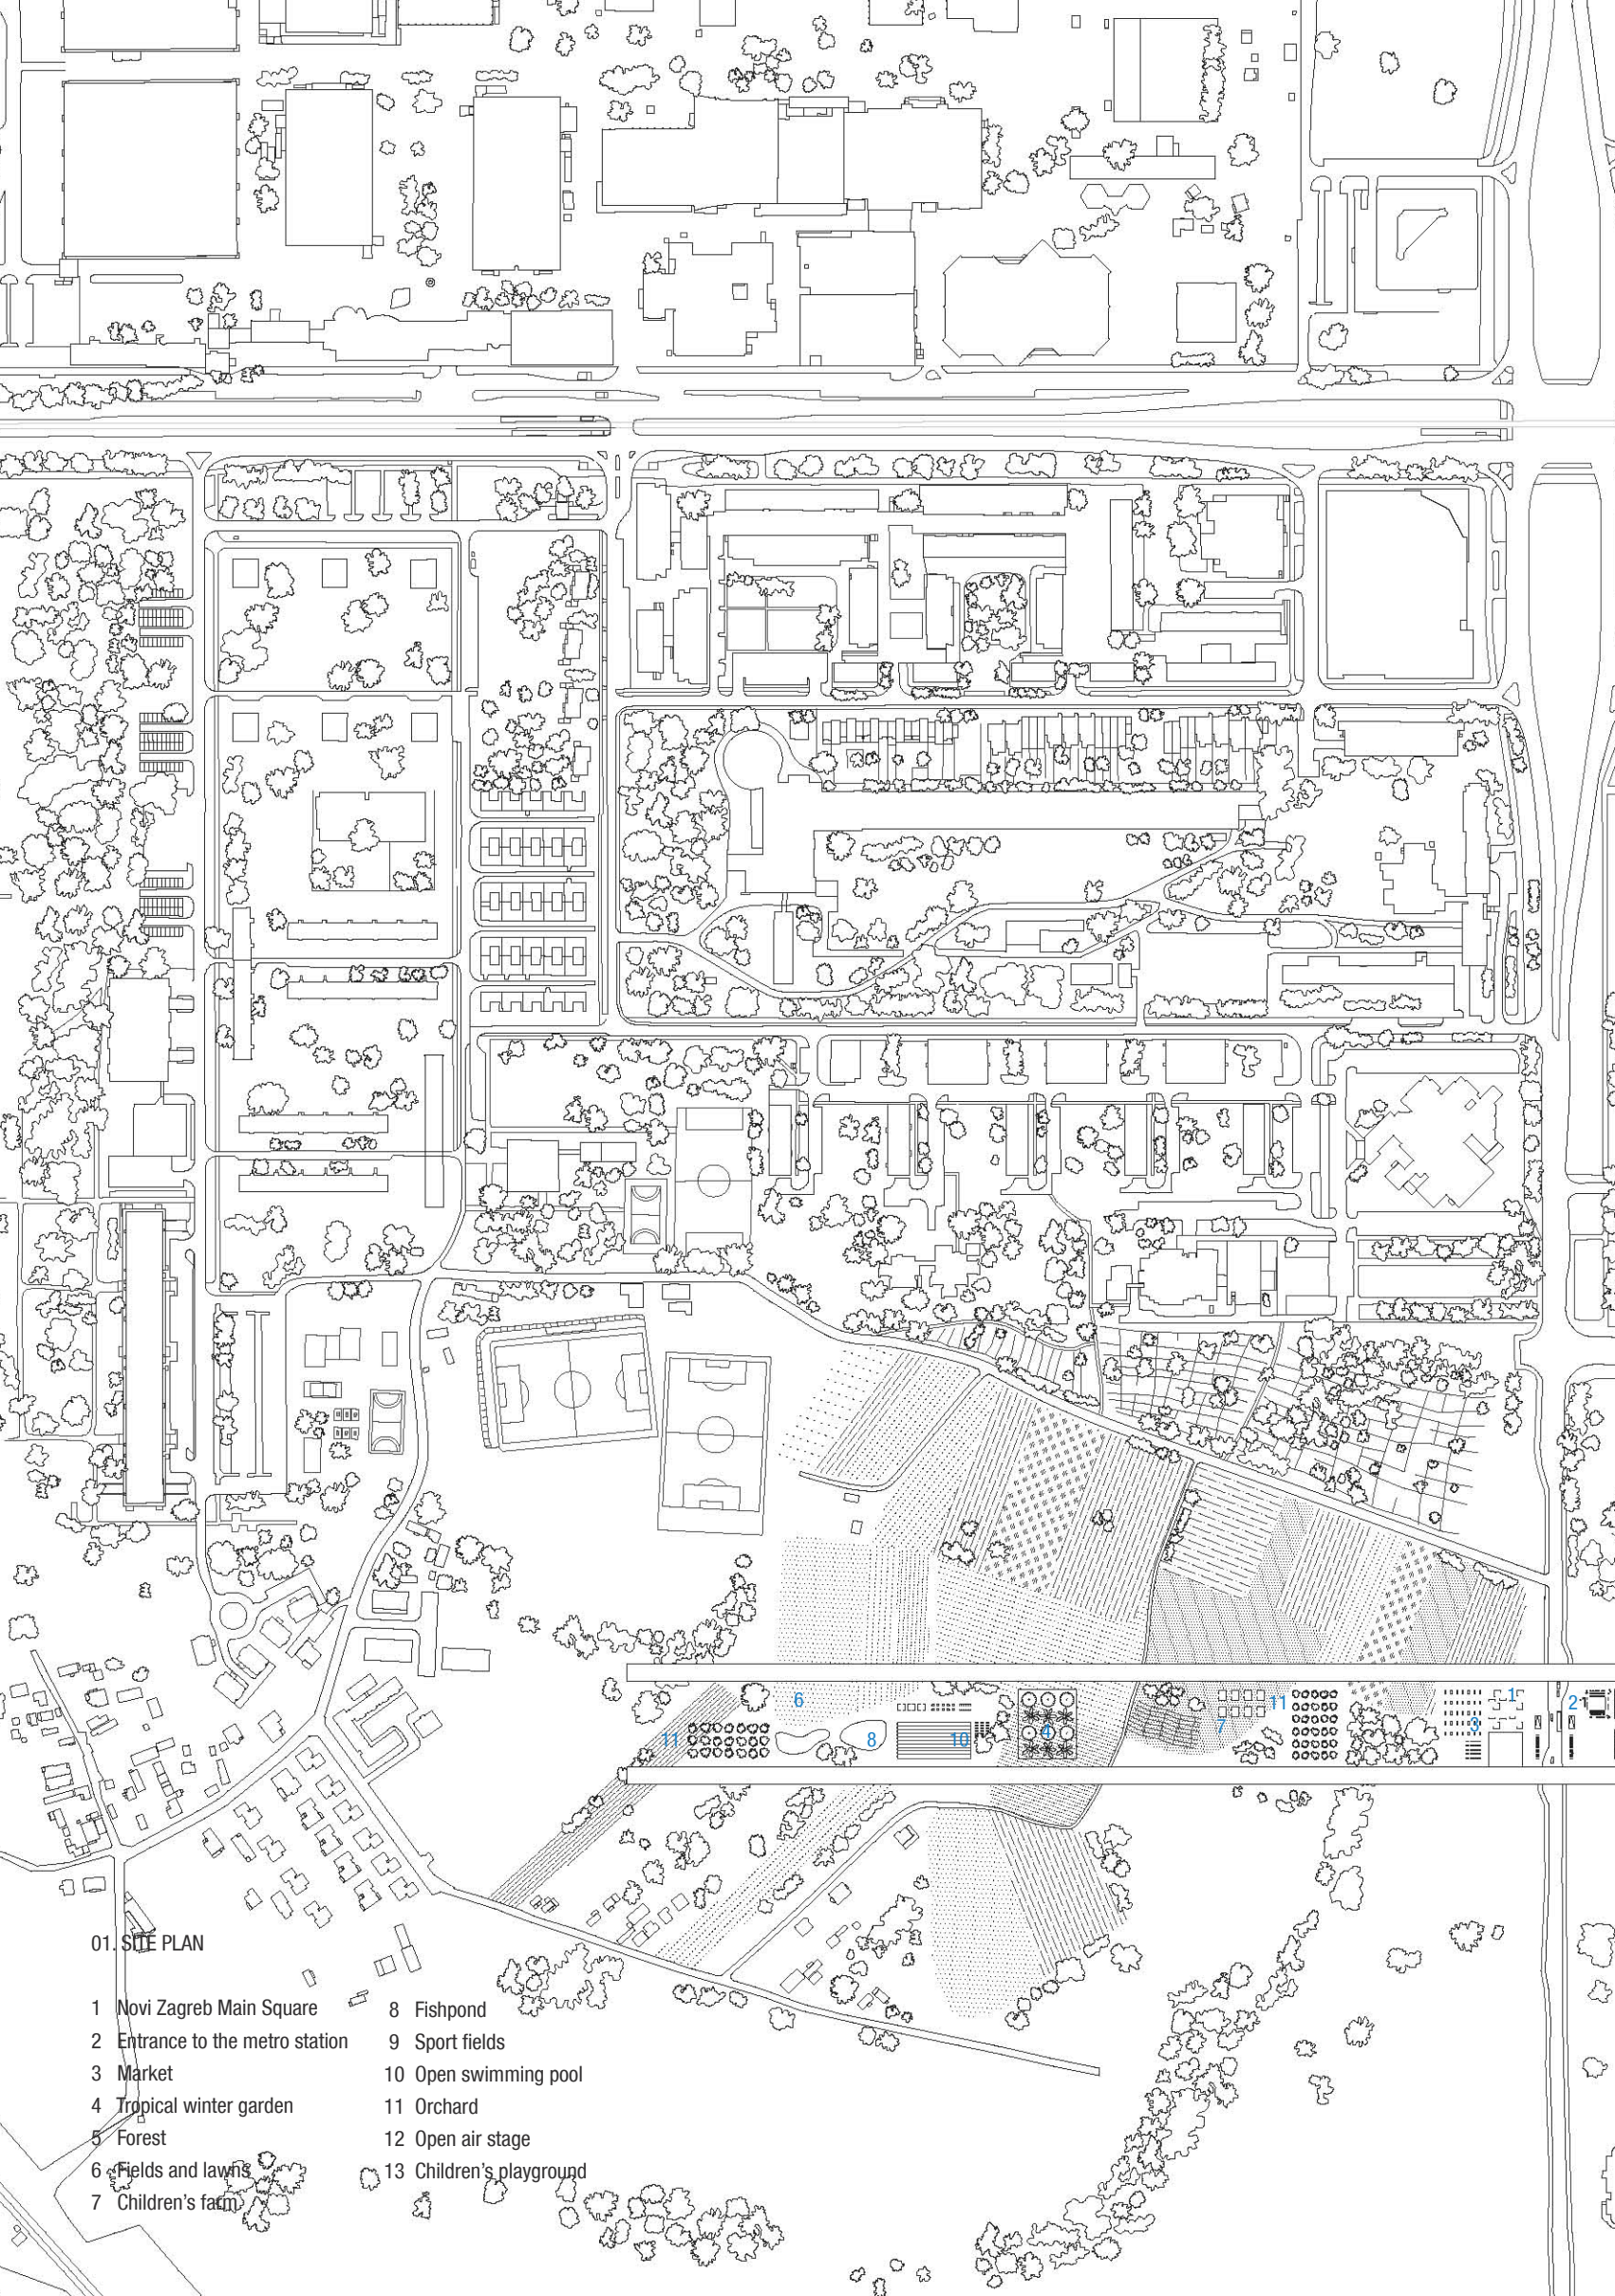 1
2
6
11
7
3
11
8
10
4
01. SITE PLAN
1 Novi Zagreb Main Square
2 Entrance to the metro station
3 Market
4 Tropical winter garden
5 Forest
6 Fields and lawns
7 Children's farm
8 Fishpond
9 Sport fields
10 Open swimming pool
11 Orchard
12 Open air stage
13 Children's playground